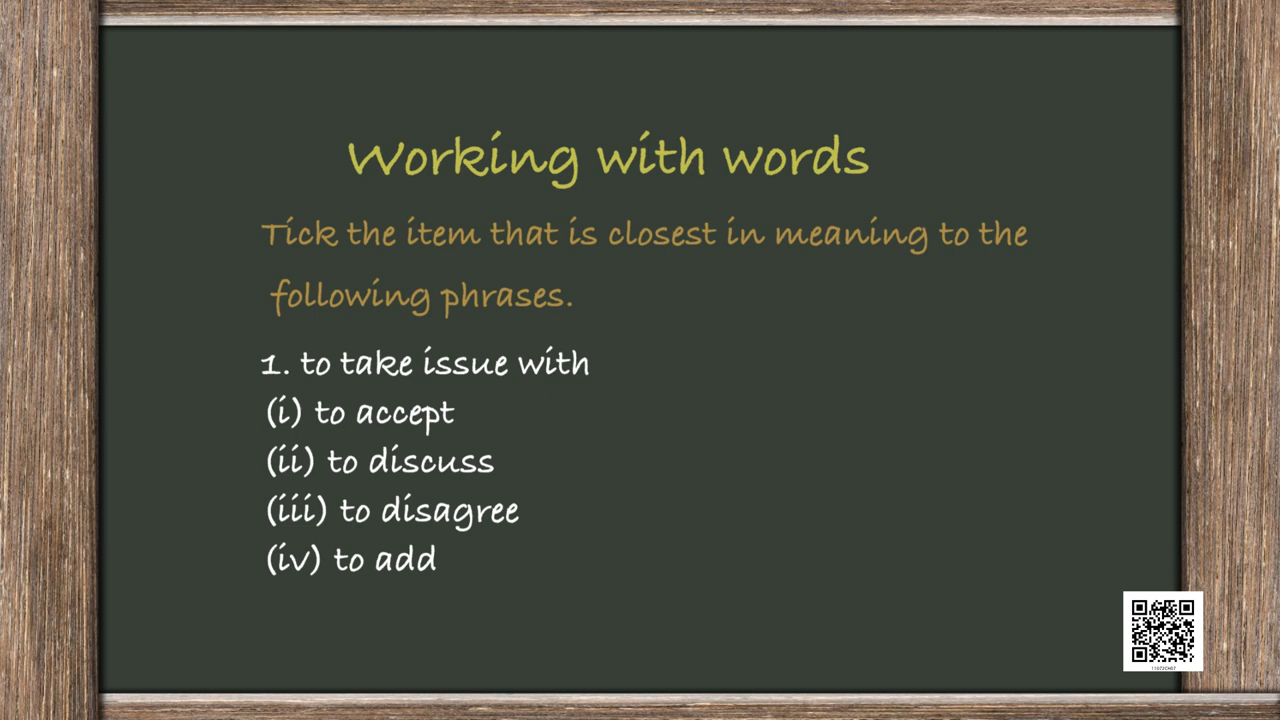 Working with words
Tick the item that is closest in meaning to the
following phrases.
1. to take issue with
(i) to accept
(ii) to discuss
(iii) to disagree
(iv) to add